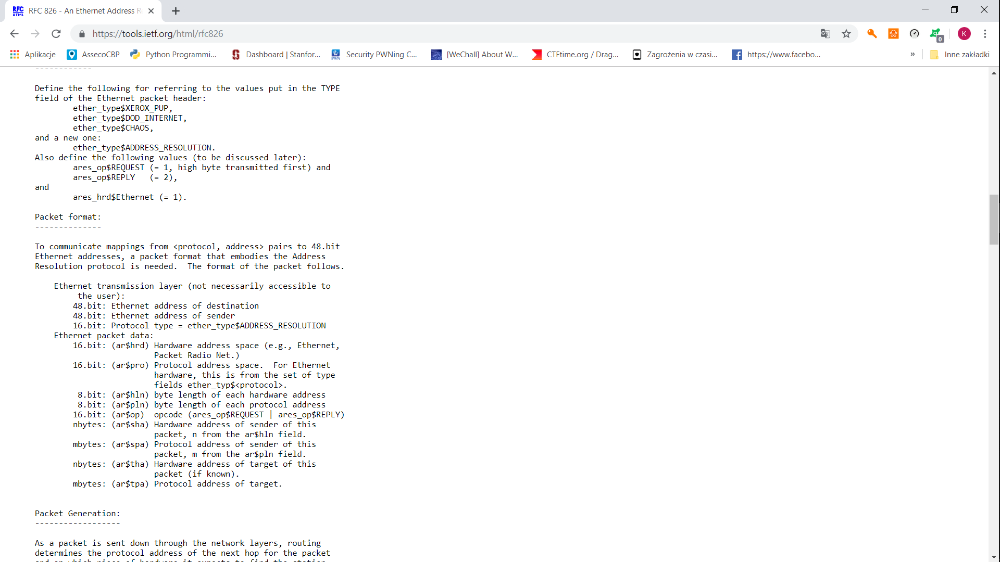 RFC HTML RFC 826 - An Ethernet Address R
https://tools.ietf.org/html/rfc826
0 K
Aplikacje AssecoCBP Python Programmi... Dashboard | Stanfor... Security PWNing C... [WeChall] About W... CTFtime.org / Drag... Zagrożenia w czasi... https://www.facebo... » Inne zakładki
------------
Define the following for referring to the values put in the TYPE
field of the Ethernet packet header:
ether_type$XEROX_PUP,
ether_type$DOD_INTERNET,
ether_type$CHAOS,
and a new one:
ether_type$ADDRESS_RESOLUTION.
Also define the following values (to be discussed later):
ares_op$REQUEST (= 1, high byte transmitted first) and
ares_op$REPLY (= 2),
and
ares_hrd$Ethernet (= 1).
Packet format:
--------------
To communicate mappings from <protocol, address> pairs to 48.bit
Ethernet addresses, a packet format that embodies the Address
Resolution protocol is needed. The format of the packet follows.
Ethernet transmission layer (not necessarily accessible to
the user):
48.bit: Ethernet address of destination
48.bit: Ethernet address of sender
16.bit: Protocol type = ether_type$ADDRESS_RESOLUTION
Ethernet packet data:
16.bit: (ar$hrd) Hardware address space (e.g., Ethernet,
Packet Radio Net.)
16.bit: (ar$pro) Protocol address space. For Ethernet
hardware, this is from the set of type
fields ether_typ$<protocol>.
8.bit: (ar$hln) byte length of each hardware address
8.bit: (ar$pln) byte length of each protocol address
16.bit: (ar$op) opcode (ares_op$REQUEST | ares_op$REPLY)
nbytes: (ar$sha) Hardware address of sender of this
packet, n from the ar$hln field.
mbytes: (ar$spa) Protocol address of sender of this
packet, m from the ar$pln field.
nbytes: (ar$tha) Hardware address of target of this
packet (if known).
mbytes: (ar$tpa) Protocol address of target.
Packet Generation:
------------------
As a packet is sent down through the network layers, routing
determines the protocol address of the next hop for the packet